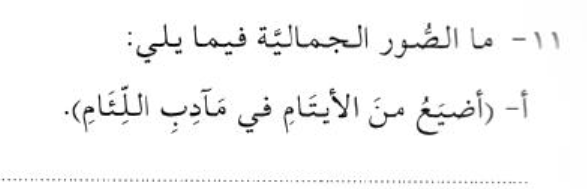 ١١- ما الصُّور الجماليَّة فيما يلي:
أ- (أضيَعُ منَ الأيتَامِ في مَآدِبِ اللِّئَامِ).